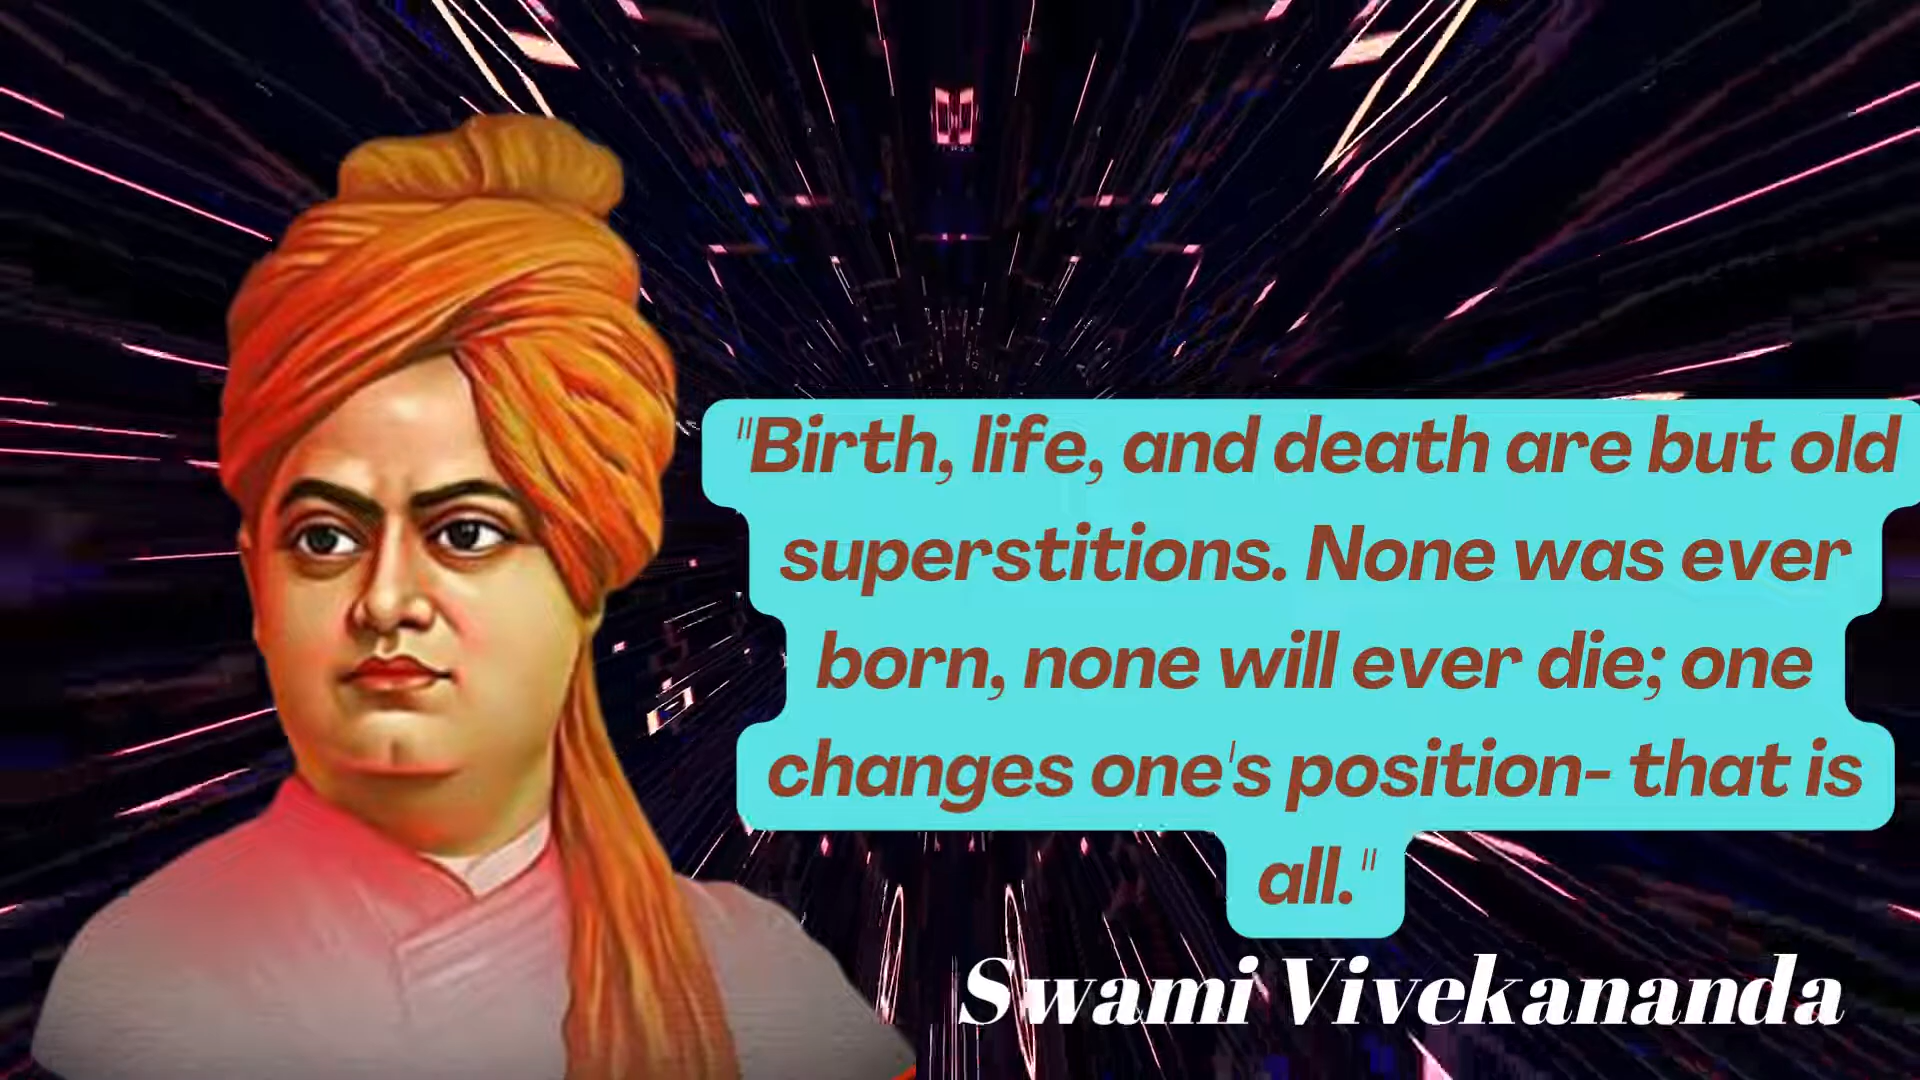 "Birth, life, and death are but old
superstitions. None was ever
born, none will ever die; one
changes one's position- that is
all."
Swami Vivekananda